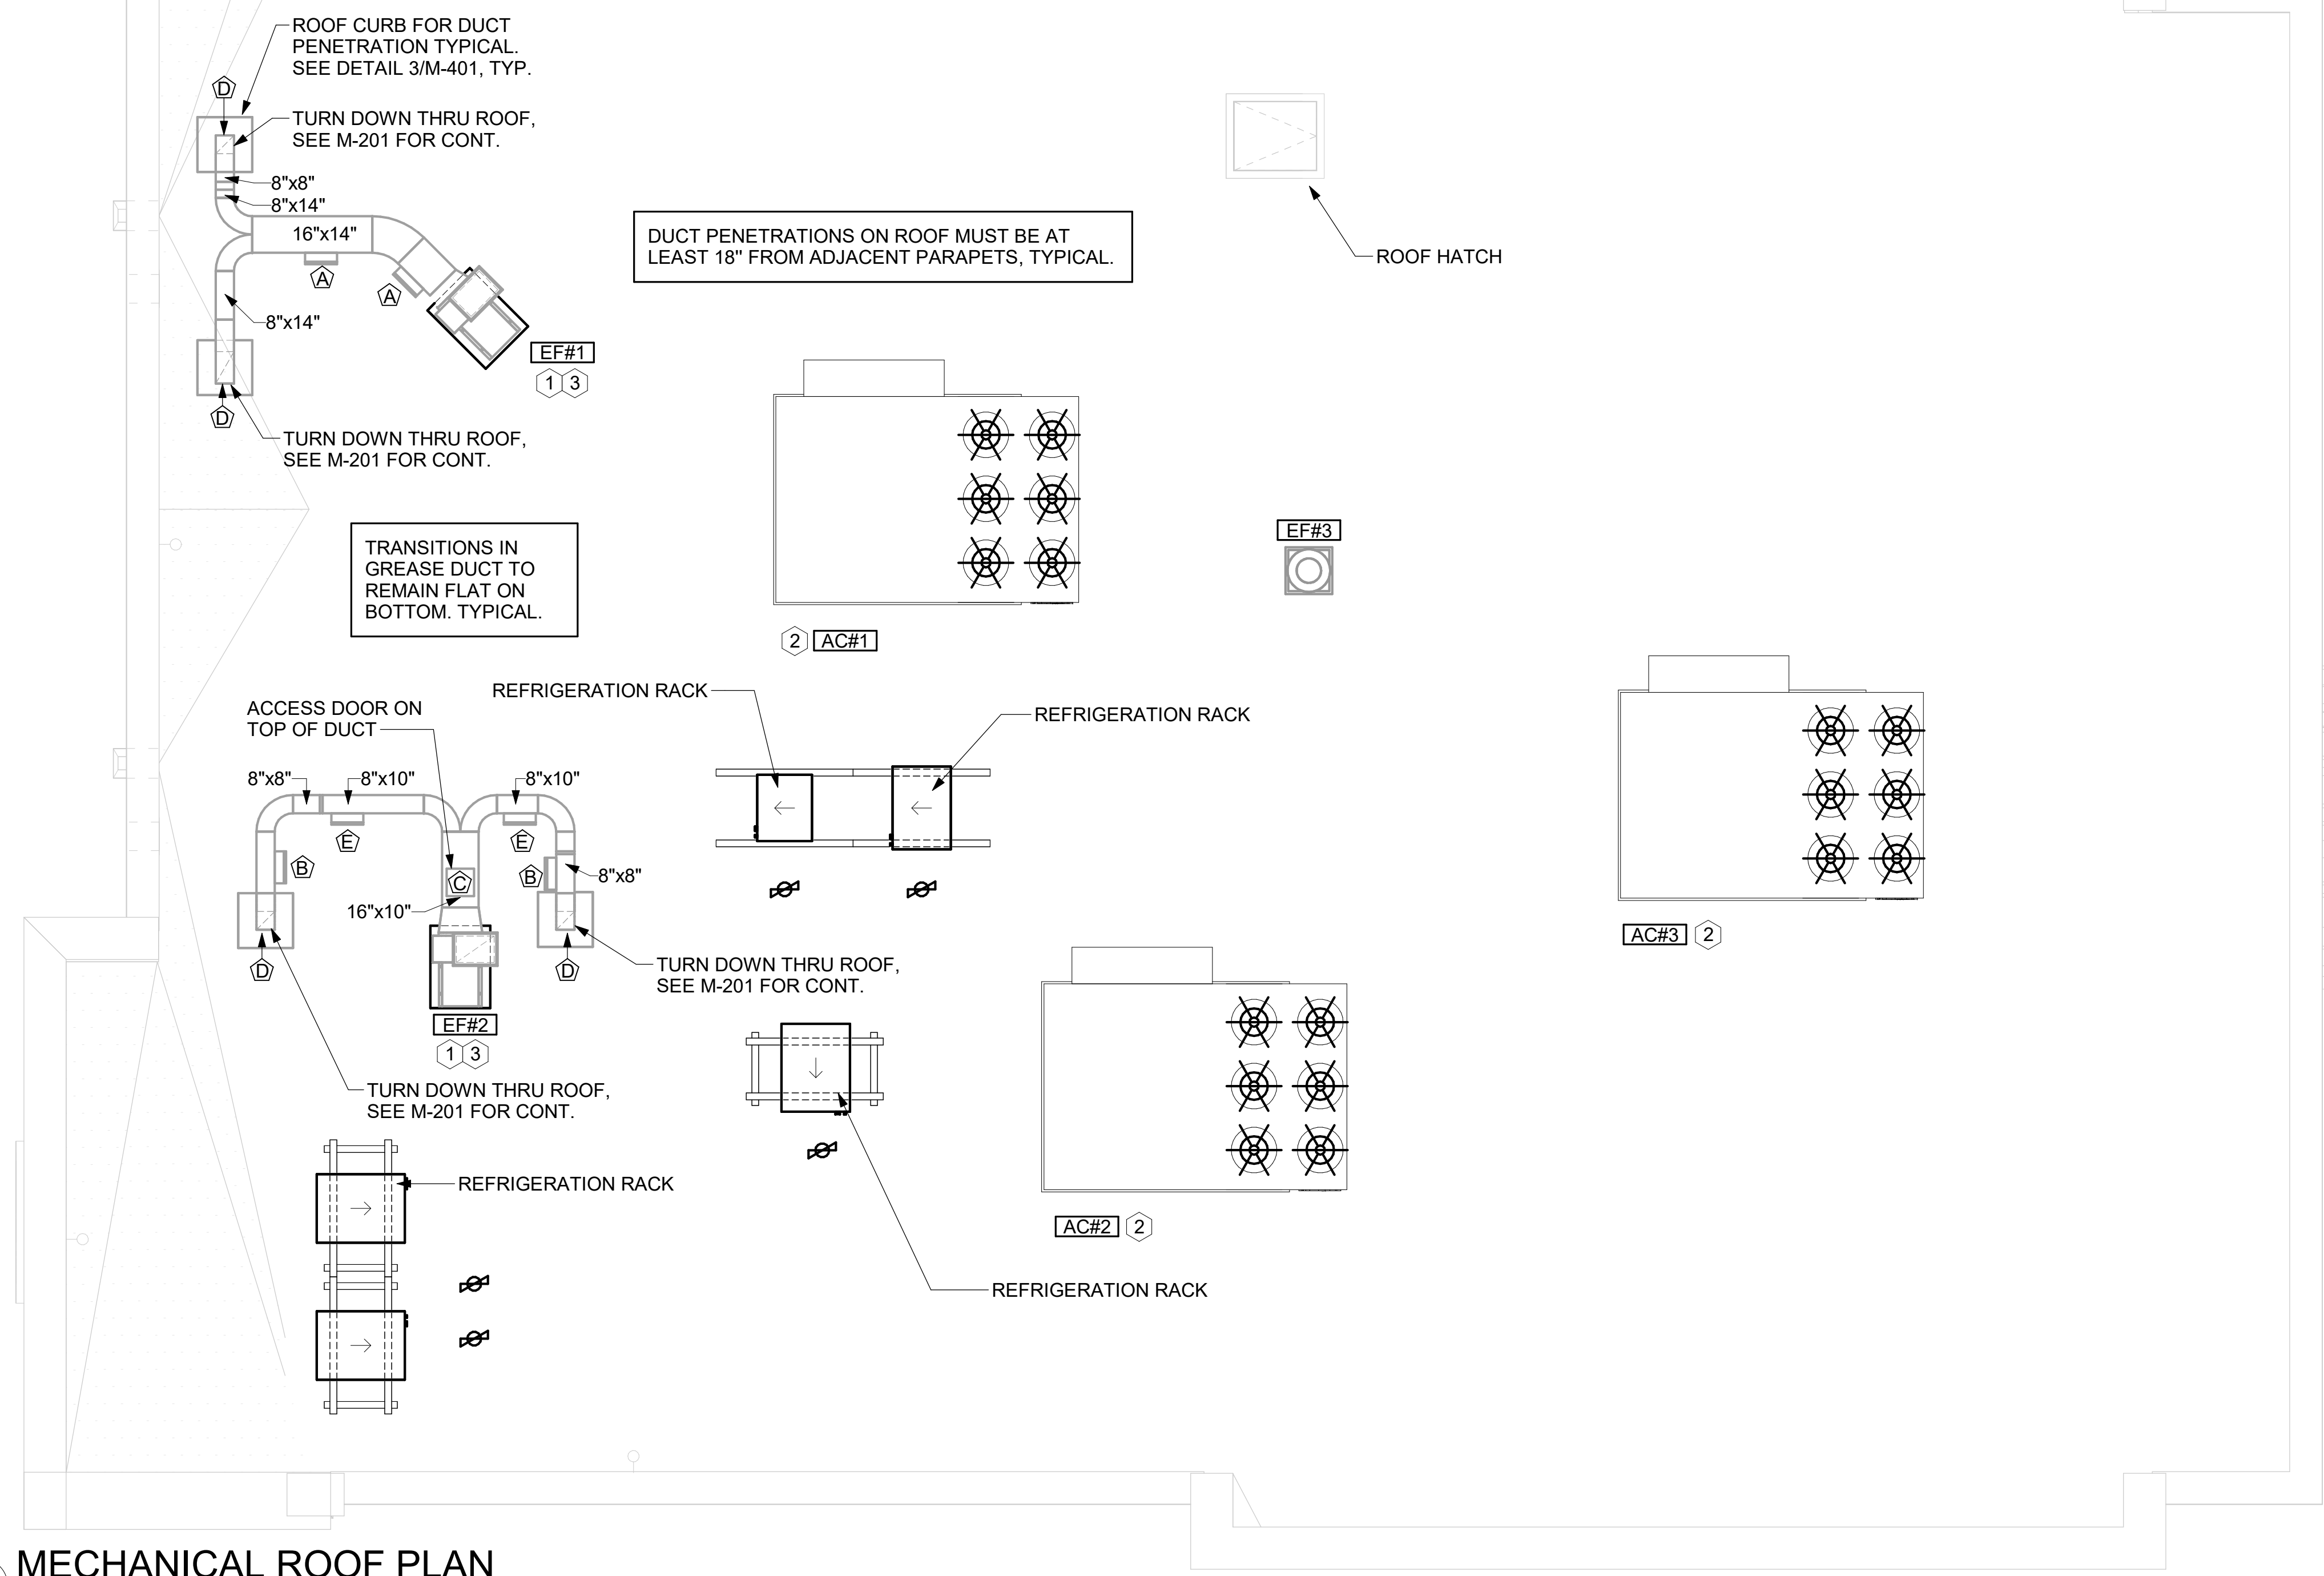 ROOF CURB FOR DUCT
PENETRATION TYPICAL.
SEE DETAIL 3/M-401, TYP.
D
TURN DOWN THRU ROOF,
SEE M-201 FOR CONT.
8"x8"
8"x14"
16"x14"
A
A
8"x14"
EF#1
1 3
D
TURN DOWN THRU ROOF,
SEE M-201 FOR CONT.
DUCT PENETRATIONS ON ROOF MUST BE AT
LEAST 18" FROM ADJACENT PARAPETS, TYPICAL.
ROOF HATCH
TRANSITIONS IN
GREASE DUCT TO
REMAIN FLAT ON
BOTTOM. TYPICAL.
EF#3
2 AC#1
REFRIGERATION RACK
REFRIGERATION RACK
ACCESS DOOR ON
TOP OF DUCT
8"x8"
8"x10"
8"x10"
E
E
B
C
B
8"x8"
16"x10"
D
D
TURN DOWN THRU ROOF,
SEE M-201 FOR CONT.
EF#2
1 3
TURN DOWN THRU ROOF,
SEE M-201 FOR CONT.
AC#3 2
REFRIGERATION RACK
AC#2 2
REFRIGERATION RACK
MECHANICAL ROOF PLAN